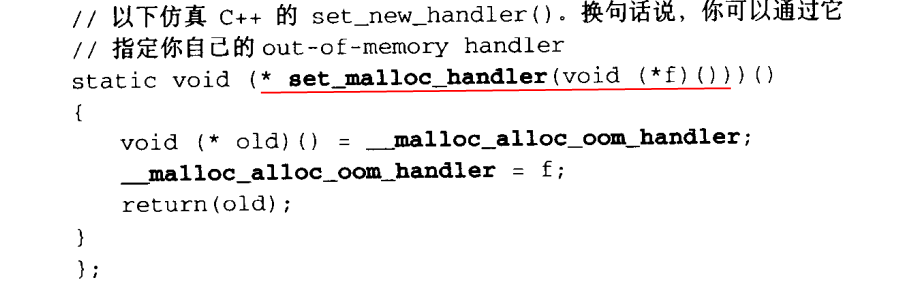 // 以下仿真 C++ 的 set_new_handler()。换句话说，你可以通过它
// 指定你自己的 out-of-memory handler
static void (* set_malloc_handler(void (*f)()))()
{
void (* old)() = __malloc_alloc_oom_handler;
__malloc_alloc_oom_handler = f;
return(old);
}
};